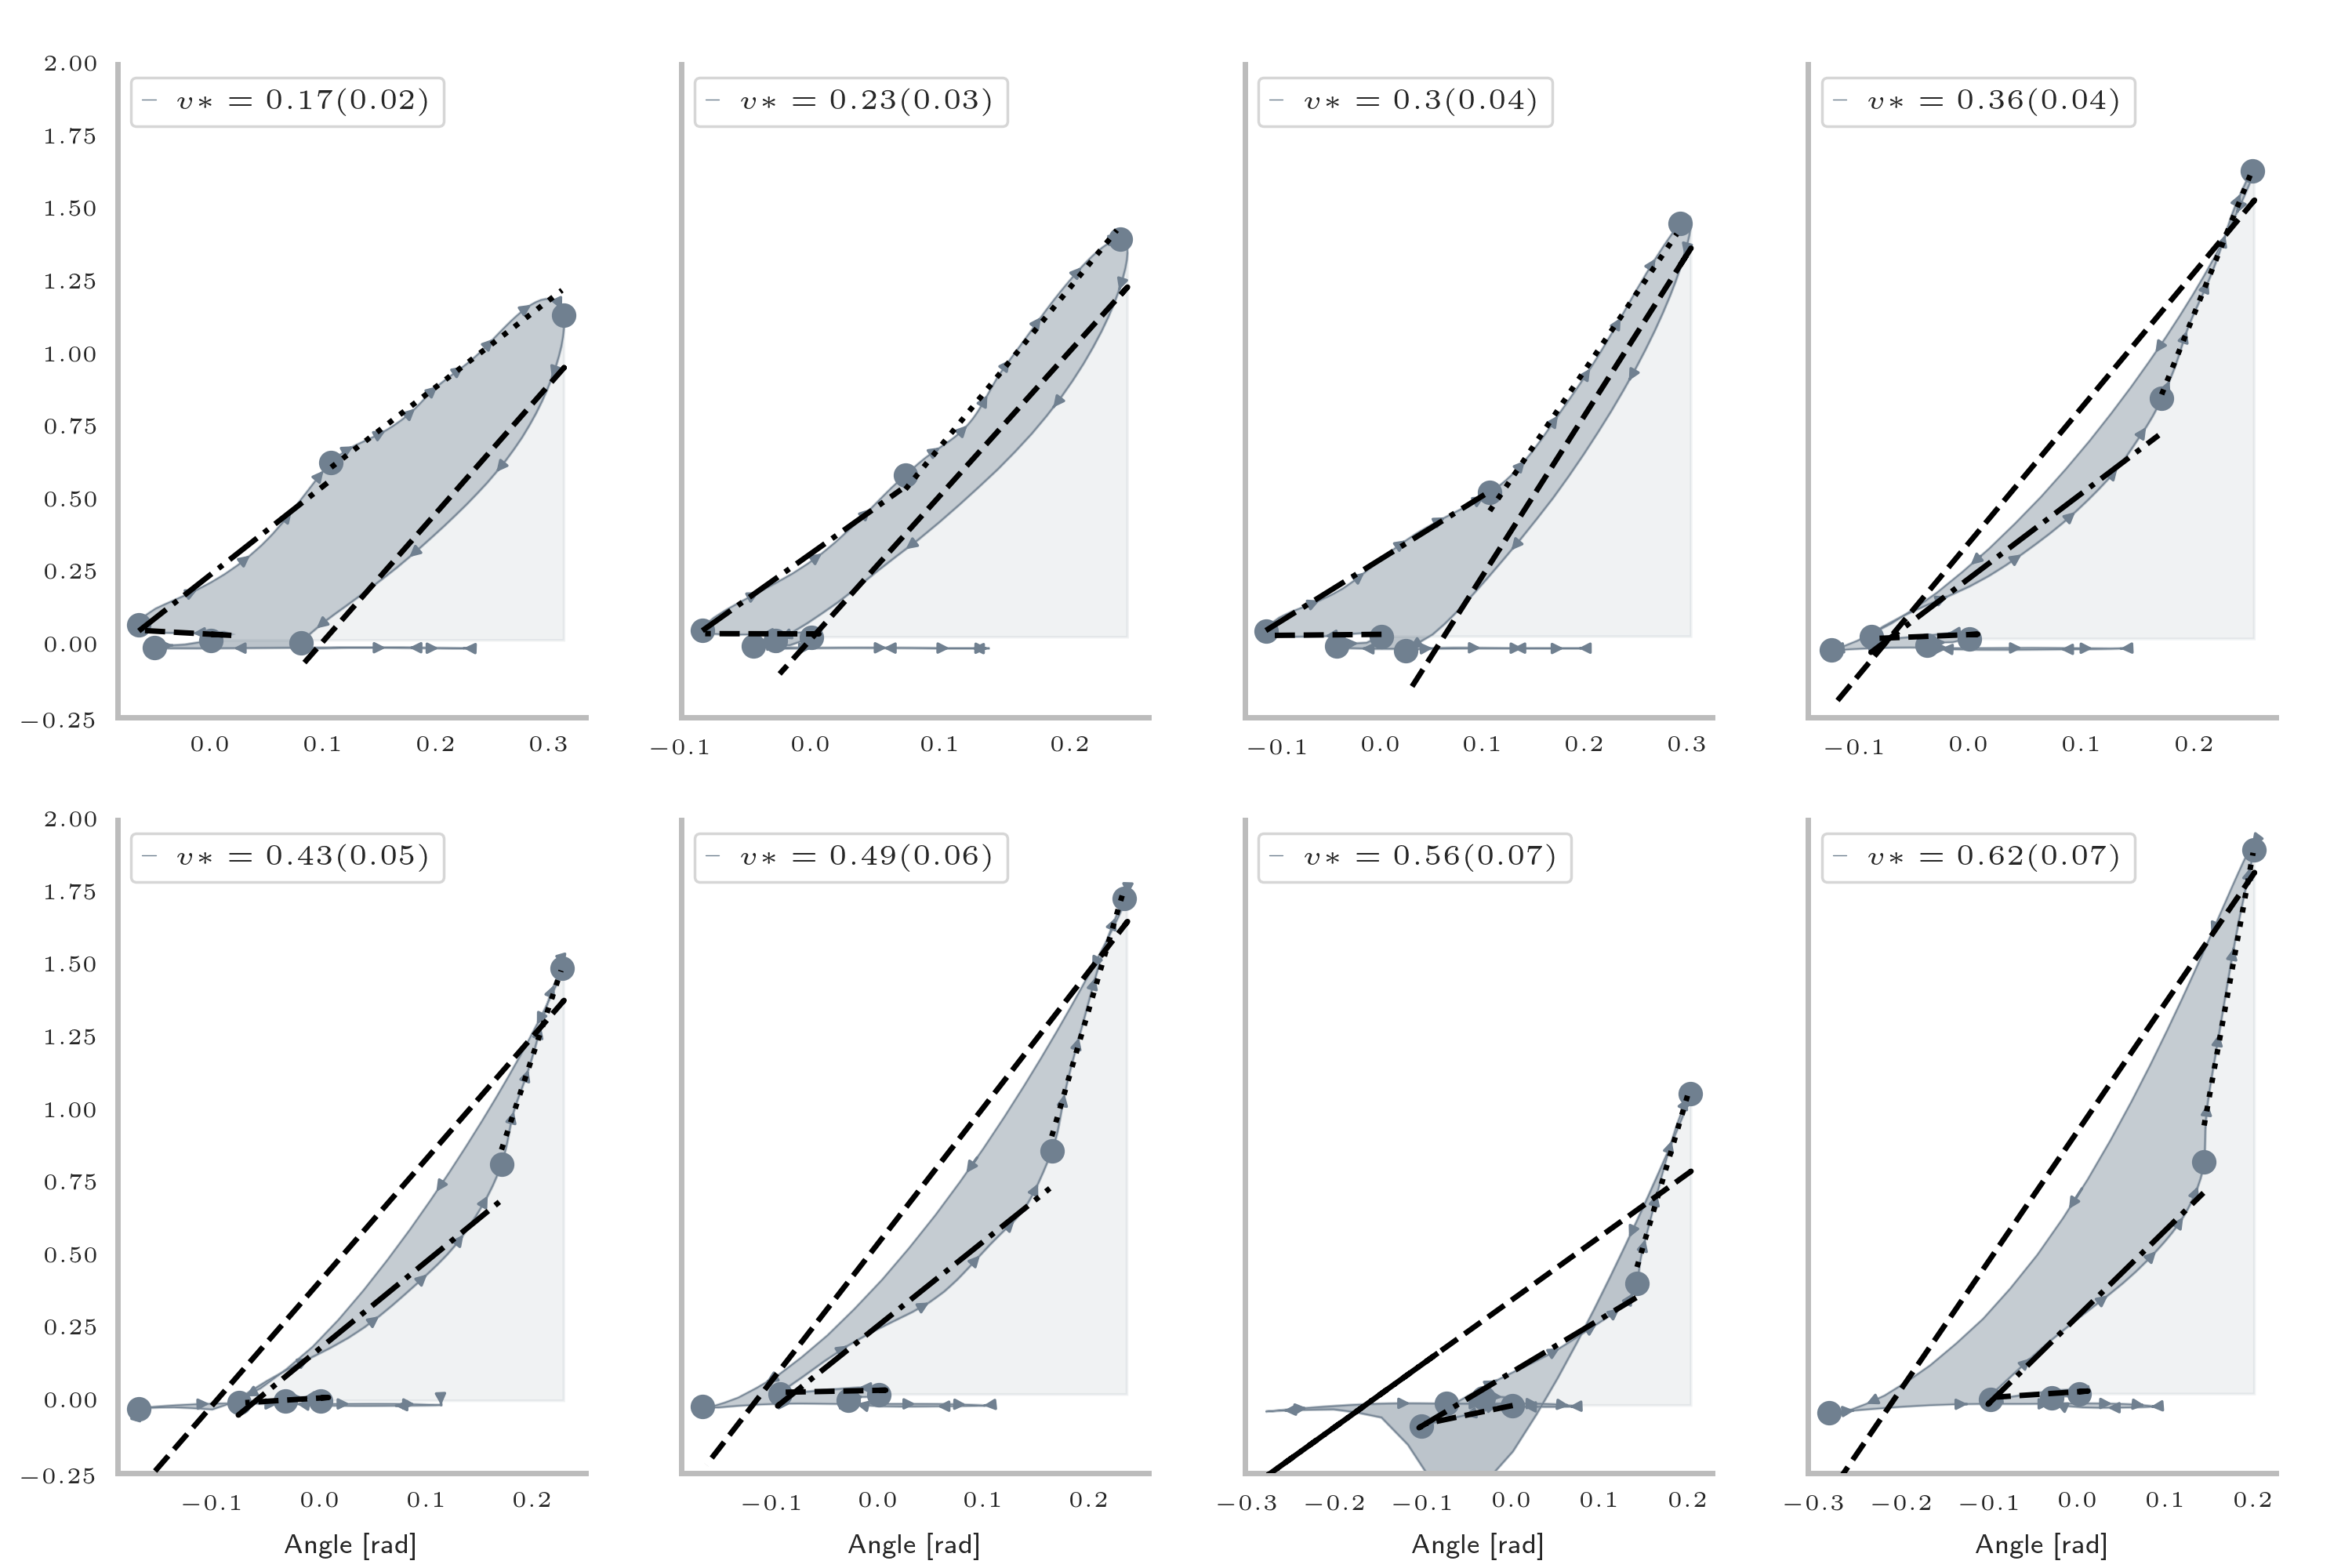 2.00
1.75
1.50
1.25
1.00
0.75
0.50
0.25
0.00
−0.25
v∗ = 0.17(0.02)
0.0 0.1 0.2 0.3
v∗ = 0.23(0.03)
−0.1 0.0 0.1 0.2
v∗ = 0.3(0.04)
−0.1 0.0 0.1 0.2 0.3
v∗ = 0.36(0.04)
−0.1 0.0 0.1 0.2
2.00
1.75
1.50
1.25
1.00
0.75
0.50
0.25
0.00
−0.25
v∗ = 0.43(0.05)
−0.1 0.0 0.1 0.2
Angle [rad]
v∗ = 0.49(0.06)
−0.1 0.0 0.1 0.2
Angle [rad]
v∗ = 0.56(0.07)
−0.3 −0.2 −0.1 0.0 0.1 0.2
Angle [rad]
v∗ = 0.62(0.07)
−0.3 −0.2 −0.1 0.0 0.1 0.2
Angle [rad]